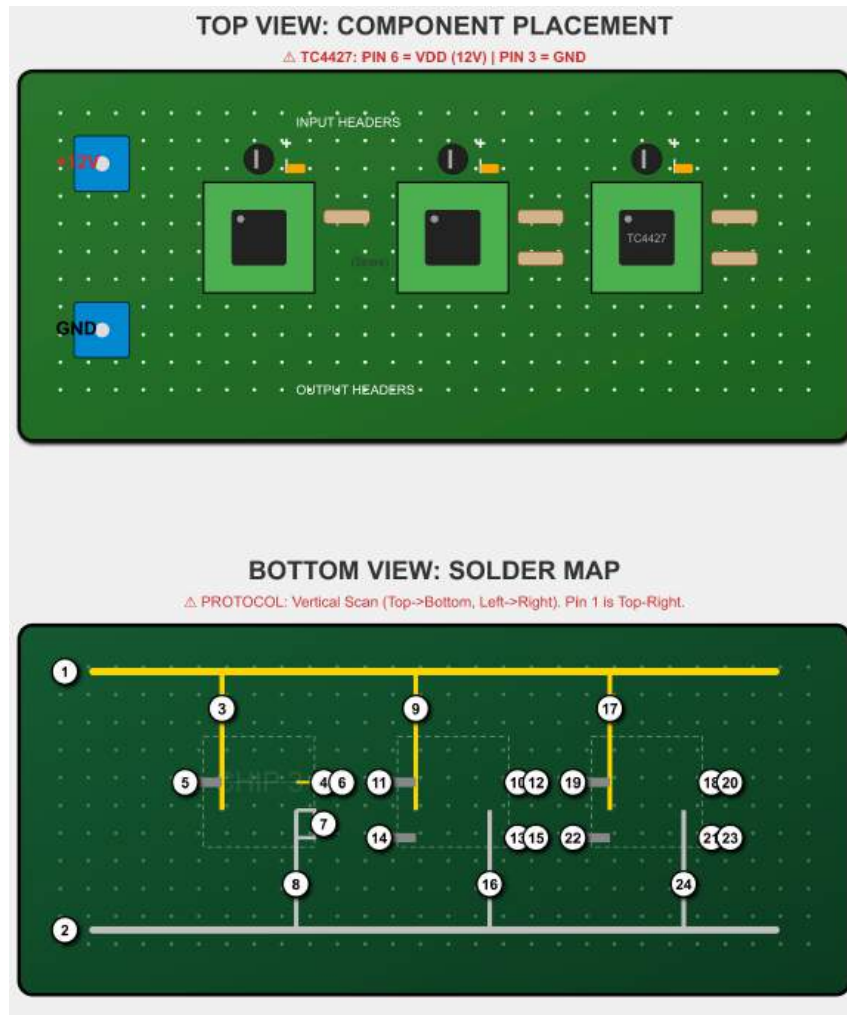 TOP VIEW: COMPONENT PLACEMENT
⚠ TC4427: PIN 6 = VDD (12V) | PIN 3 = GND
INPUT HEADERS
+12V
TC4427
GND
OUTPUT HEADERS
BOTTOM VIEW: SOLDER MAP
⚠ PROTOCOL: Vertical Scan (Top->Bottom, Left->Right). Pin 1 is Top-Right.
1
3 9 17
CHIP 3
5 4 6 11 10 12 19 18 20
7
14 13 15 22 21 23
8 16 24
2